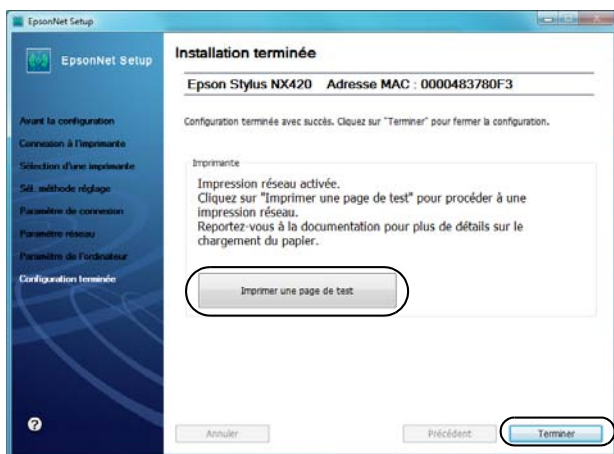 EpsonNet Setup
EpsonNet Setup
Avant la configuration
Connexion à l'imprimante
Sélection d'une imprimante
Sél. méthode réglage
Paramètre de connexion
Paramètre réseau
Paramètre de l'ordinateur
Configuration terminée
Installation terminée
Epson Stylus NX420 Adresse MAC : 0000483780F3
Configuration terminée avec succès. Cliquez sur "Terminer" pour fermer la configuration.
Imprimante
Impression réseau activée.
Cliquez sur "Imprimer une page de test" pour procéder à une
impression réseau.
Reportez-vous à la documentation pour plus de détails sur le
chargement du papier.
Imprimer une page de test
?
Annuler
Précédent
Terminer